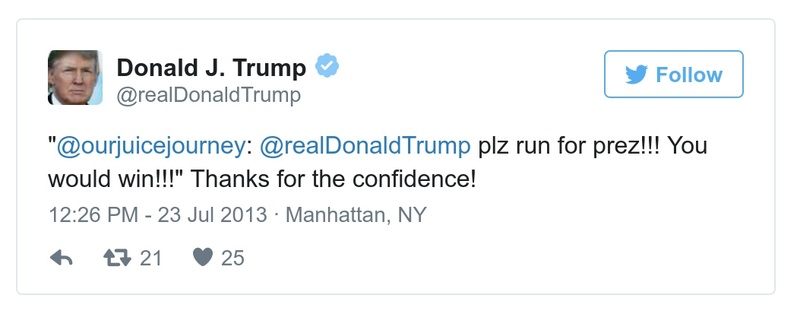 Donald J. Trump
@realDonaldTrump
Follow
"@ourjuicejourney: @realDonaldTrump plz run for prez!!! You
would win!!!" Thanks for the confidence!
12:26 PM - 23 Jul 2013 · Manhattan, NY
21 25